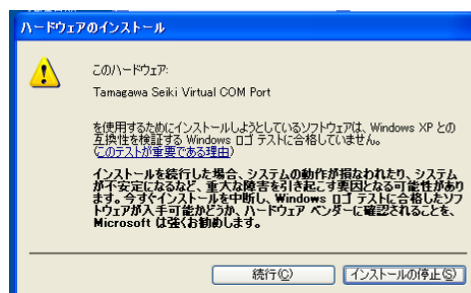 ハードウェアのインストール
このハードウェア:
Tamagawa Seiki Virtual COM Port
を使用するためにインストールしようとしているソフトウェアは、Windows XP との
互換性を検証する Windows ロゴ テストに合格していません。
(このテストが重要である理由)
インストールを続行した場合、システムの動作が損なわれたり、システム
が不安定になるなど、重大な障害を引き起こす要因となる可能性があり
ます。今すぐインストールを中断し、Windows ロゴ テストに合格したソフ
トウェアが入手可能かどうか、ハードウェア ベンダーに確認されることを、
Microsoft は強くお勧めします。
続行(C) インストールの停止(S)